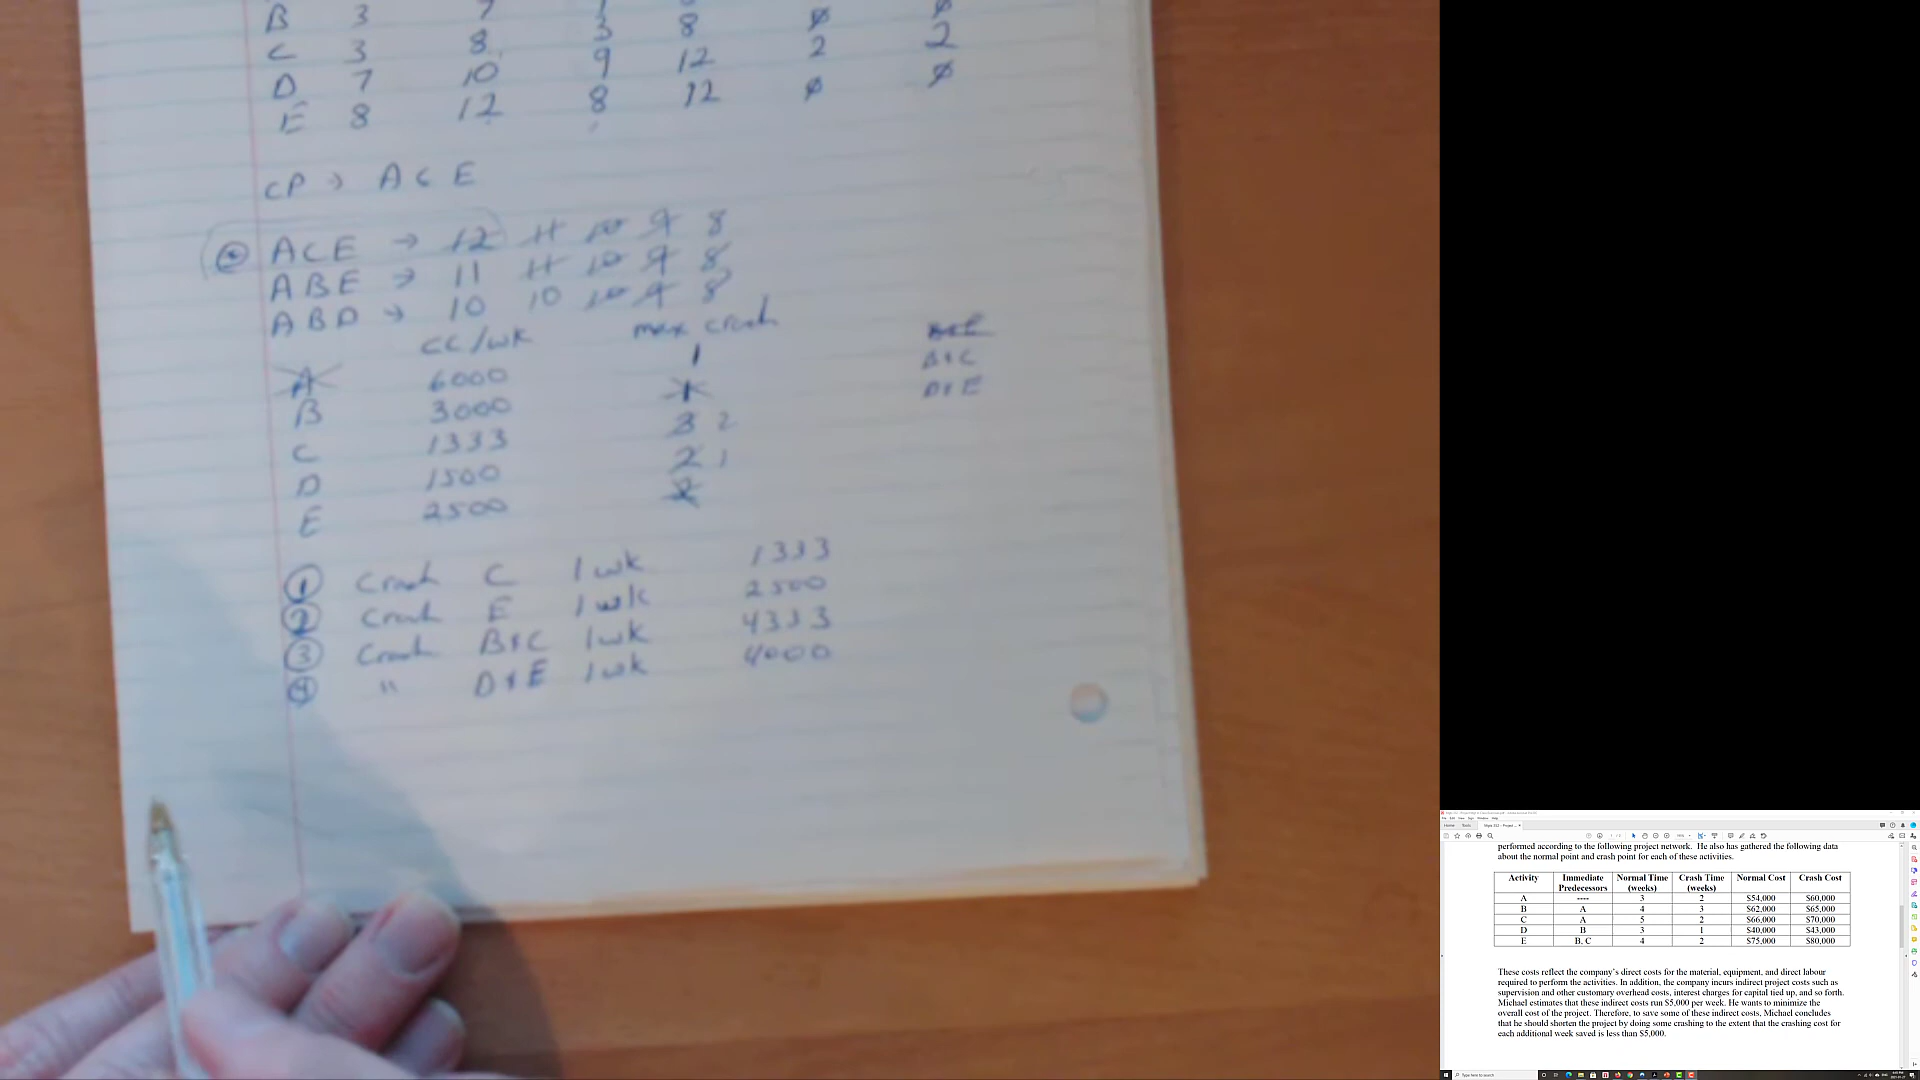 B 3 7
C 3 8 3 8 ∅ ∅
D 7 10 9 12 2 2
E 8 12 8 12 ∅ ∅
CP → A C E
ACE → 12 11 10 9 8
ABE → 11 11 10 9 8
ABD → 10 10 10 9 8
CC/wk max crash
A 6000 1
B 3000 1
C 1333 3 2
D 1500 2 1
E 2500 2
B+C
D+E
① Crash C 1 wk 1333
② Crash E 1 wk 2500
③ Crash B+C 1 wk 4333
④ " D+E 1 wk 4000
performed according to the following project network. He also has gathered the following data
about the normal point and crash point for each of these activities.
Activity Immediate Predecessors Normal Time (weeks) Crash Time (weeks) Normal Cost Crash Cost
A ---- 3 2 $54,000 $60,000
B A 4 3 $62,000 $65,000
C A 5 2 $66,000 $70,000
D B 3 1 $40,000 $43,000
E B, C 4 2 $75,000 $80,000
These costs reflect the company's direct costs for the material, equipment, and direct labour
required to perform the activities. In addition, the company incurs indirect project costs such as
supervision and other customary overhead costs, interest charges for capital tied up, and so forth.
Michael estimates that these indirect costs run $5,000 per week. He wants to minimize the
overall cost of the project. Therefore, to save some of these indirect costs, Michael concludes
that he should shorten the project by doing some crashing to the extent that the crashing cost for
each additional week saved is less than $5,000.
Type here to search